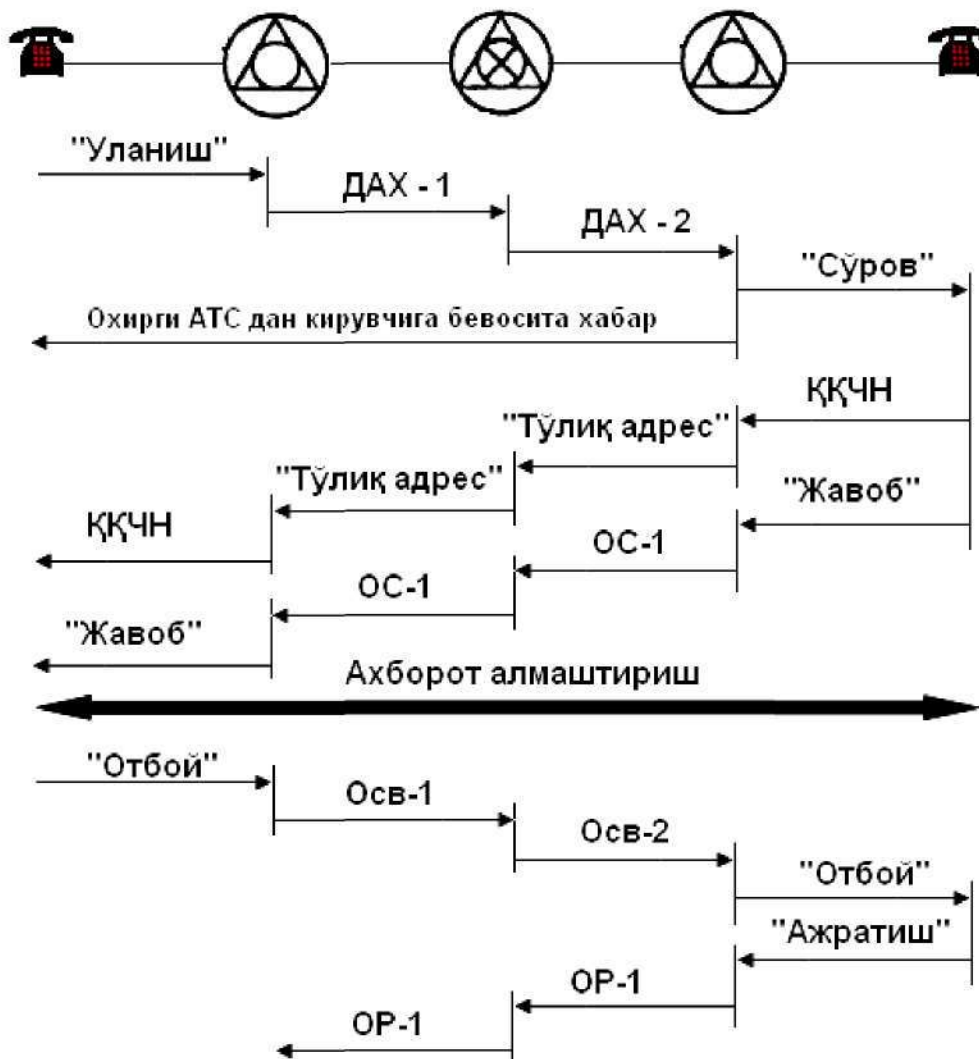 "Уланиш"
ДАХ - 1
ДАХ - 2
"Сўров"
Охирги АТС дан кирувчига бевосита хабар
ҚҚЧН
"Тўлиқ адрес"
"Тўлиқ адрес"
"Жавоб"
ҚҚЧН
ОС-1
ОС-1
"Жавоб"
Ахборот алмаштириш
"Отбой"
Осв-1
Осв-2
"Отбой"
"Ажратиш"
ОР-1
ОР-1